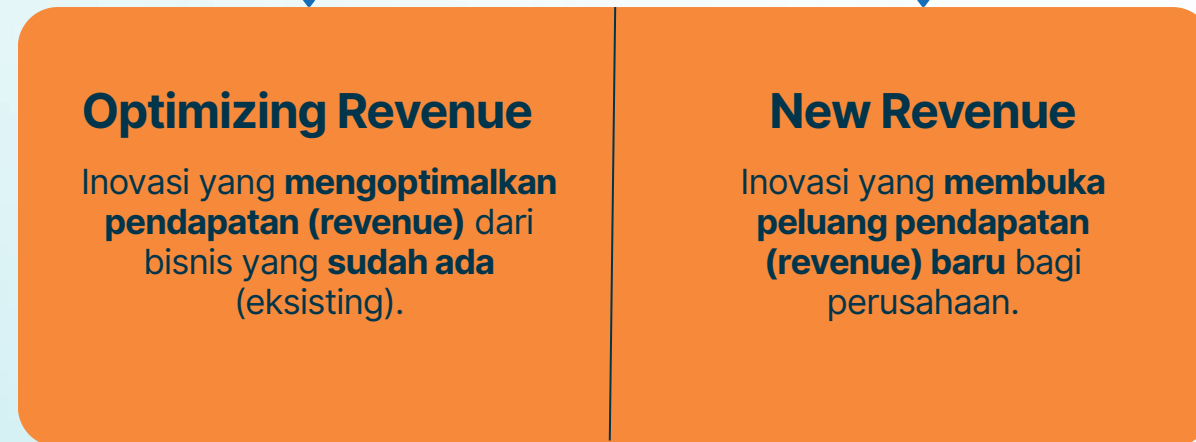 Optimizing Revenue
Inovasi yang mengoptimalkan
pendapatan (revenue) dari
bisnis yang sudah ada
(eksisting).
New Revenue
Inovasi yang membuka
peluang pendapatan
(revenue) baru bagi
perusahaan.